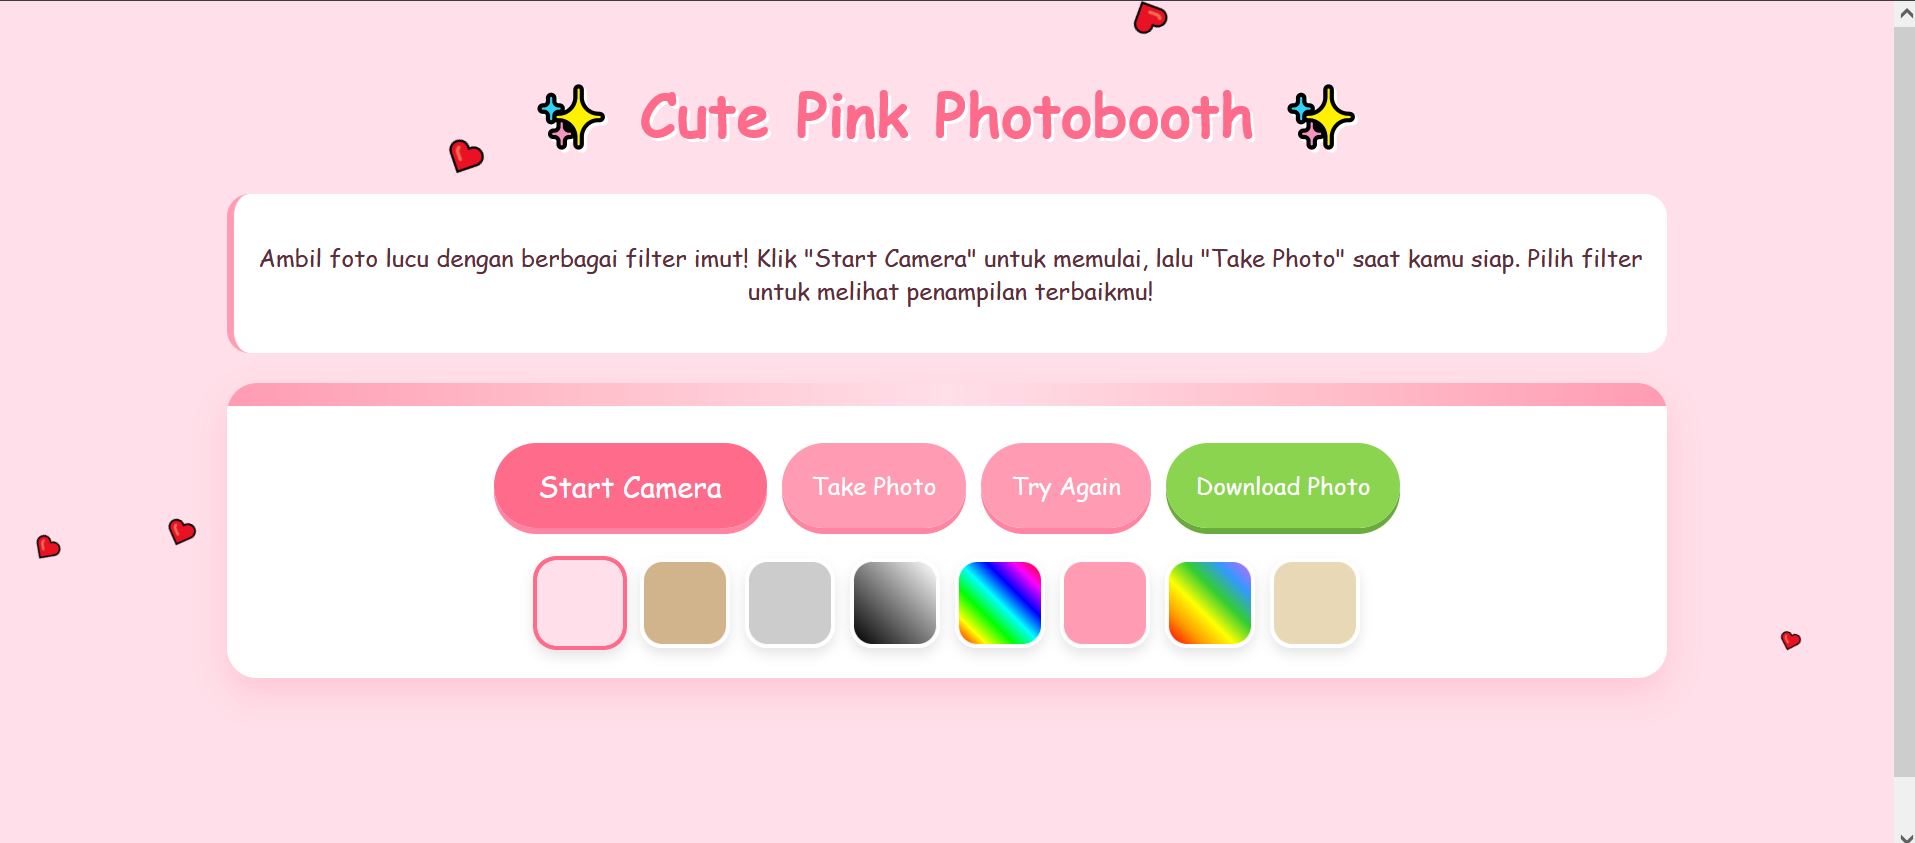 Cute Pink Photobooth
Ambil foto lucu dengan berbagai filter imut! Klik "Start Camera" untuk memulai, lalu "Take Photo" saat kamu siap. Pilih filter
untuk melihat penampilan terbaikmu!
Start Camera
Take Photo
Try Again
Download Photo